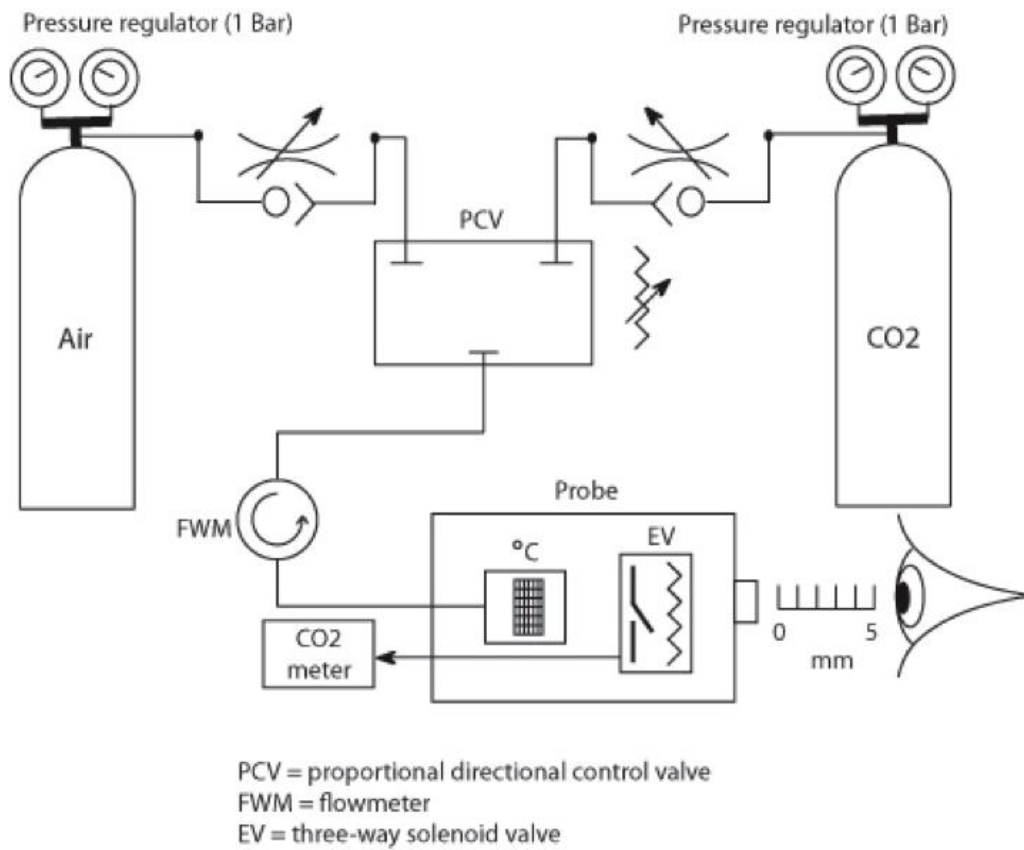 Pressure regulator (1 Bar)
Pressure regulator (1 Bar)
PCV
Air
CO2
Probe
FWM
°C
EV
CO2
meter
0
5
mm
PCV = proportional directional control valve
FWM = flowmeter
EV = three-way solenoid valve